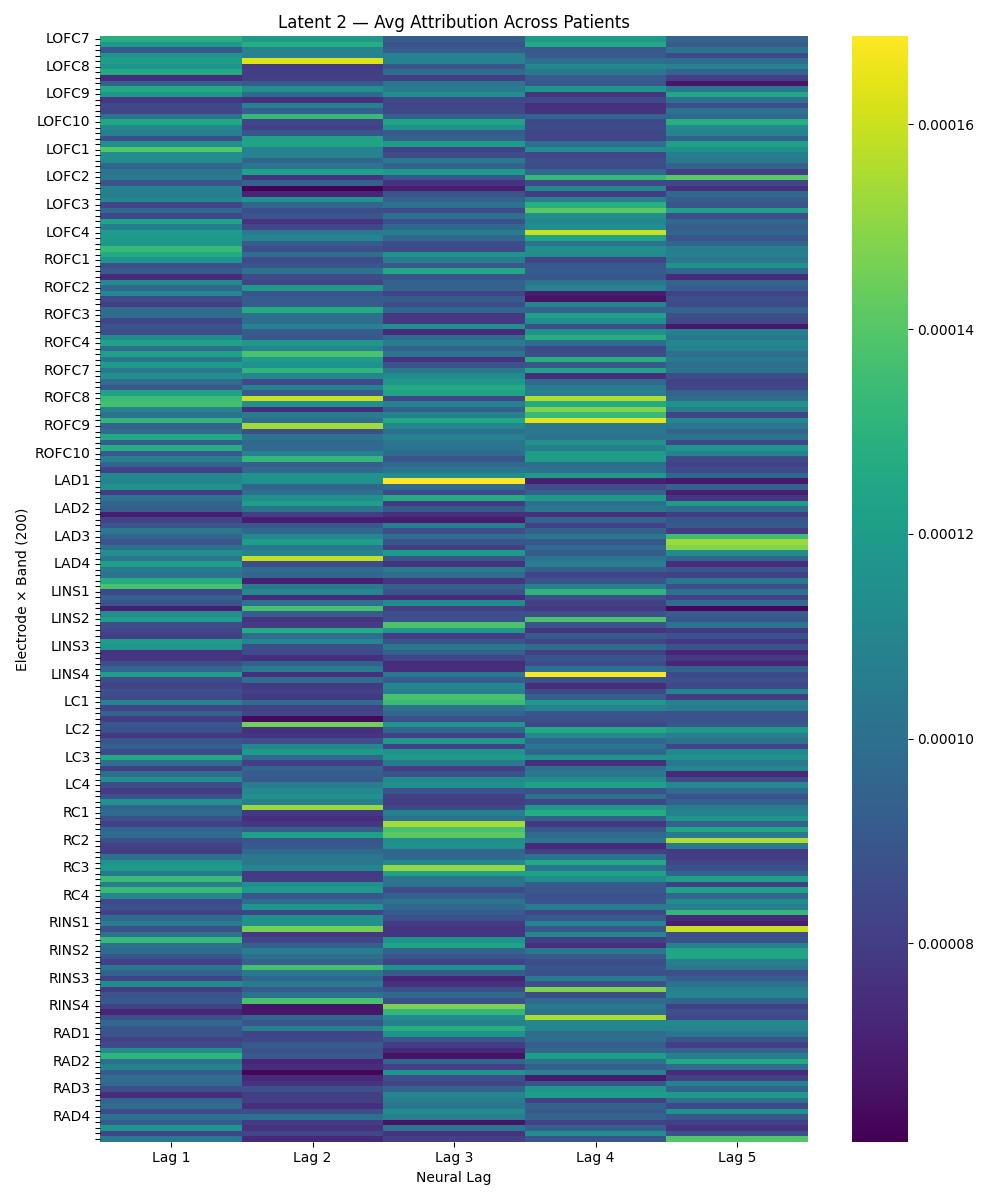 Latent 2 — Avg Attribution Across Patients
LOFC7
LOFC8
LOFC9
LOFC10
LOFC1
LOFC2
LOFC3
LOFC4
ROFC1
ROFC2
ROFC3
ROFC4
ROFC7
ROFC8
ROFC9
ROFC10
LAD1
LAD2
LAD3
LAD4
LINS1
LINS2
LINS3
LINS4
LC1
LC2
LC3
LC4
RC1
RC2
RC3
RC4
RINS1
RINS2
RINS3
RINS4
RAD1
RAD2
RAD3
RAD4
Electrode × Band (200)
Lag 1 Lag 2 Lag 3 Lag 4 Lag 5
Neural Lag
0.00016
0.00014
0.00012
0.00010
0.00008